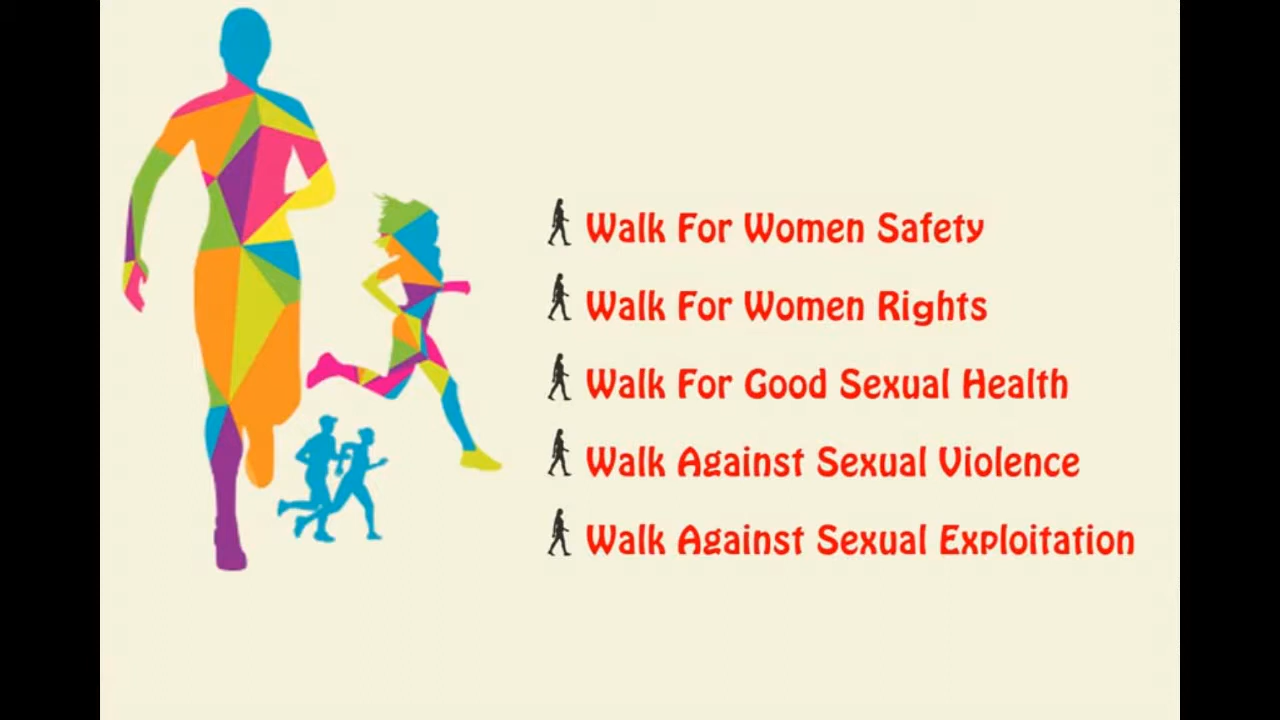 Walk For Women Safety
Walk For Women Rights
Walk For Good Sexual Health
Walk Against Sexual Violence
Walk Against Sexual Exploitation